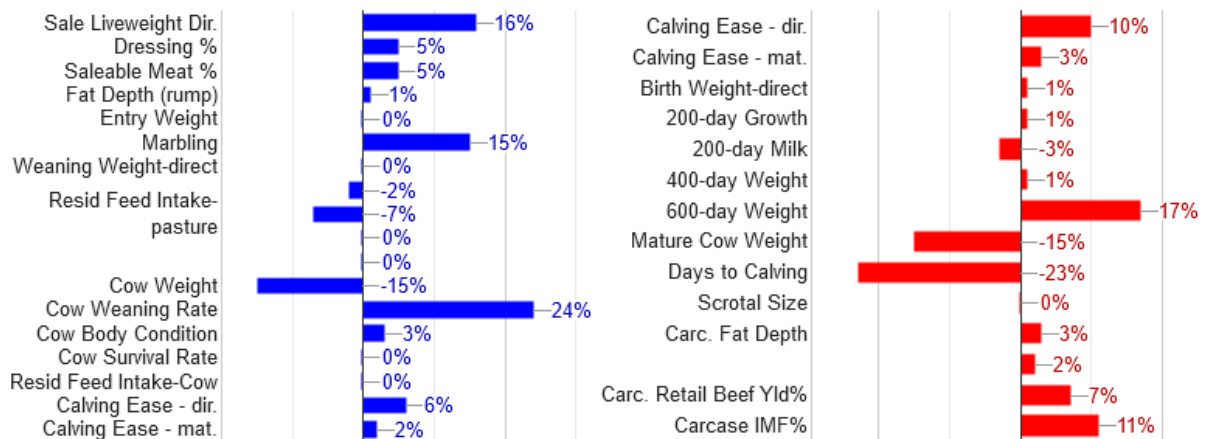 Sale Liveweight Dir. 16%
Dressing % 5%
Saleable Meat % 5%
Fat Depth (rump) 1%
Entry Weight 0%
Marbling 15%
Weaning Weight-direct 0%
-2%
Resid Feed Intake-
pasture -7%
0%
0%
Cow Weight -15%
Cow Weaning Rate 24%
Cow Body Condition 3%
Cow Survival Rate 0%
Resid Feed Intake-Cow 0%
Calving Ease - dir. 6%
Calving Ease - mat. 2%
Calving Ease - dir. 10%
Calving Ease - mat. 3%
Birth Weight-direct 1%
200-day Growth 1%
200-day Milk -3%
400-day Weight 1%
600-day Weight 17%
Mature Cow Weight -15%
Days to Calving -23%
Scrotal Size 0%
Carc. Fat Depth 3%
2%
Carc. Retail Beef Yld% 7%
Carcase IMF% 11%